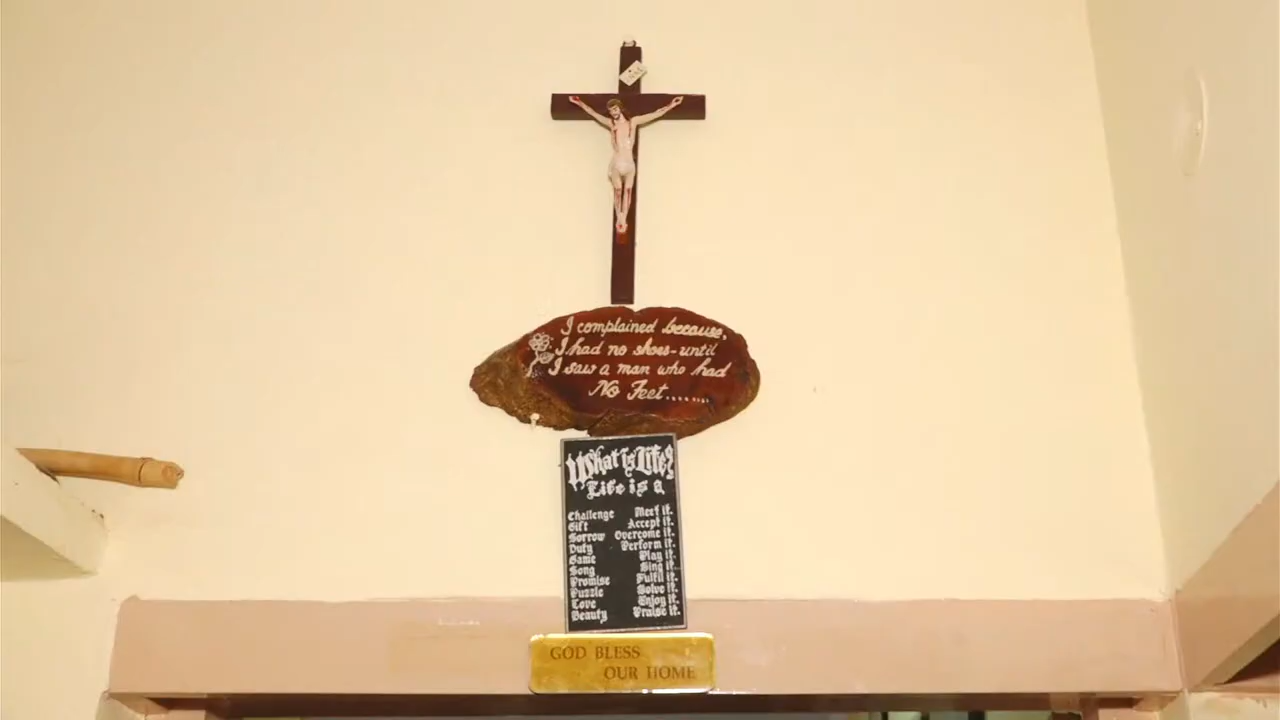 I complained because,
I had no shoes-until
I saw a man who had
No Feet.......
What is Life?
Life is a
Challenge Meet it.
Gift Accept it.
Sorrow Overcome it.
Duty Perform it.
Game Play it.
Song Sing it.
Promise Fulfil it.
Puzzle Solve it.
Love Enjoy it.
Beauty Praise it.
GOD BLESS
OUR HOME